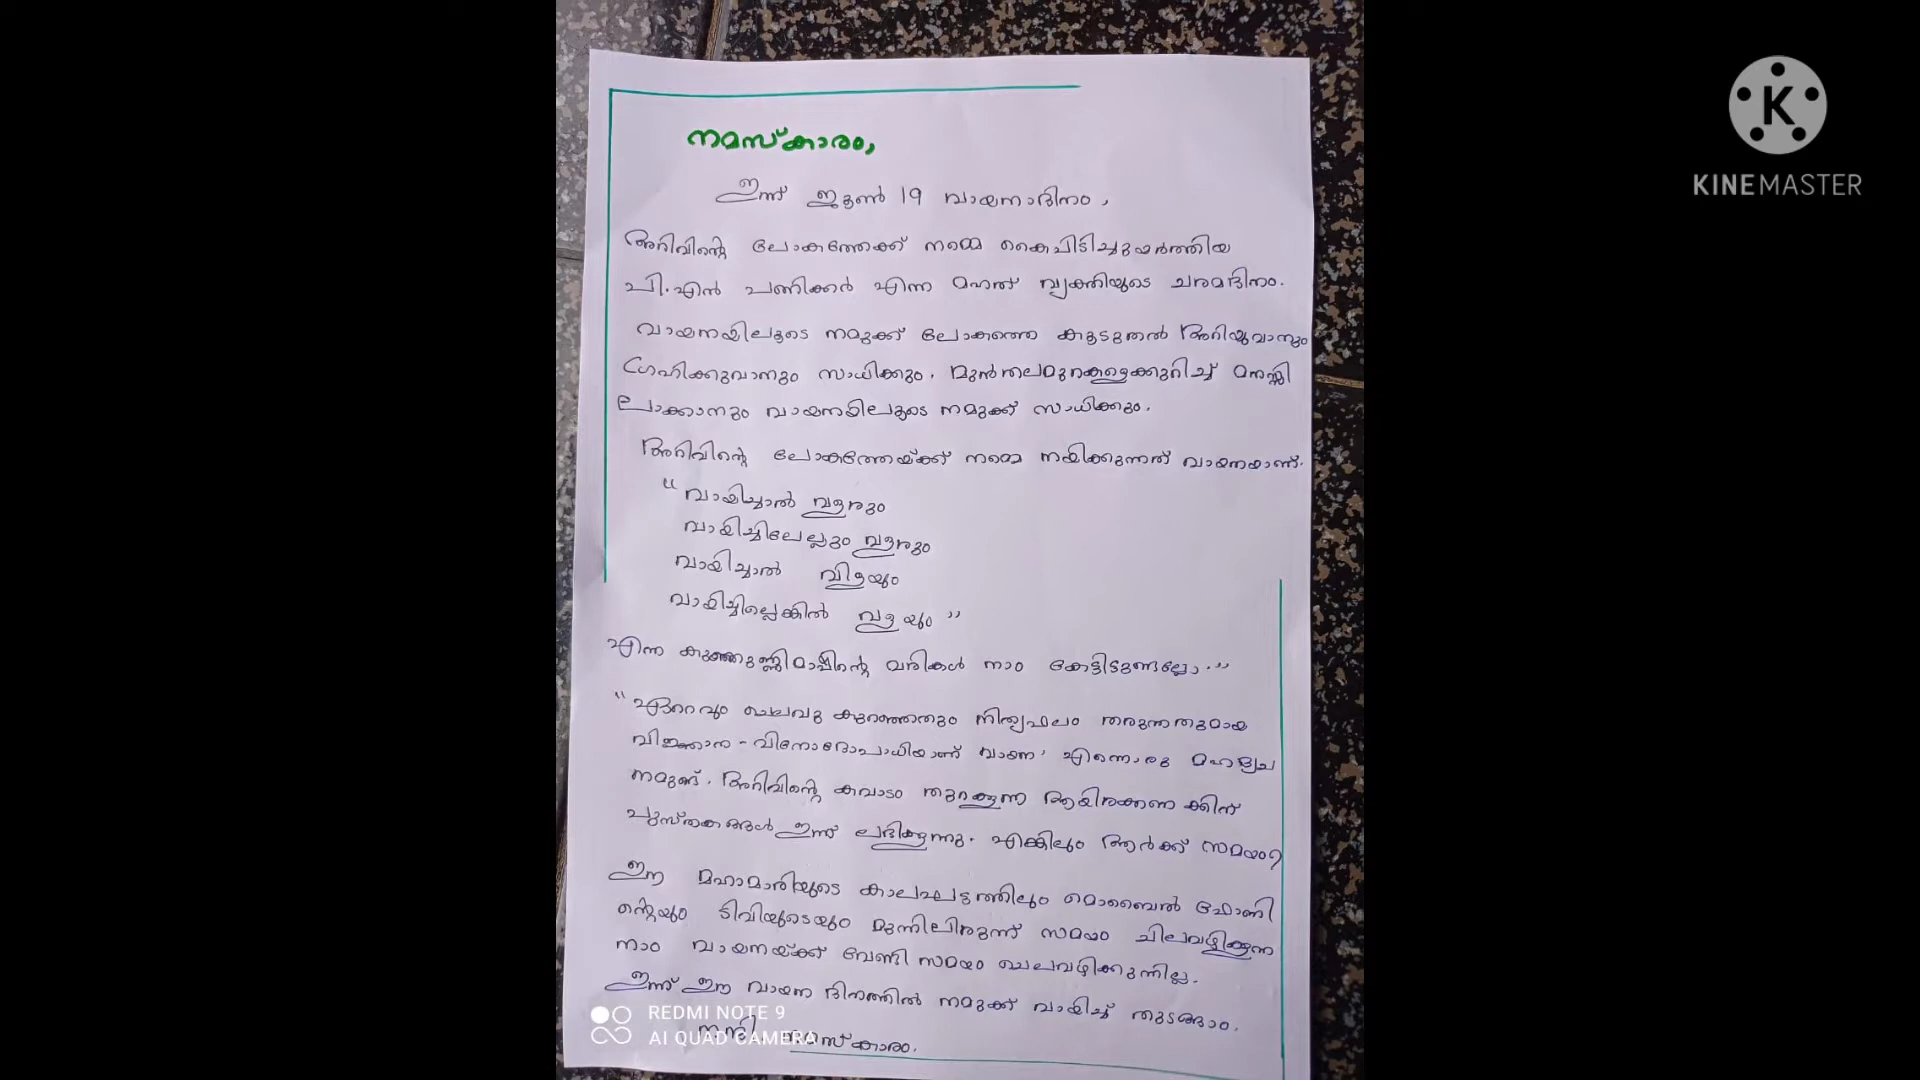 നമസ്കാരം,
ഇന്ന് ജൂൺ 19 വായനാദിനം,
അറിവിന്റെ ലോകത്തേക്ക് നമ്മെ കൈപിടിച്ചുയർത്തിയ
പി.എൻ പണിക്കർ എന്ന മഹത് വ്യക്തിയുടെ ചരമദിനം.
വായനയിലൂടെ നമുക്ക് ലോകത്തെ കൂടുതൽ അറിയുവാനും
ഗ്രഹിക്കുവാനും സാധിക്കും. മുൻതലമുറകളെക്കുറിച്ച് മനസ്സി
ലാക്കാനും വായനയിലൂടെ നമുക്ക് സാധിക്കും.
അറിവിന്റെ ലോകത്തേയ്ക്ക് നമ്മെ നയിക്കുന്നത് വായനയാണ്.
"വായിച്ചാൽ വളരും
വായിച്ചിലേല്ലും വളരും
വായിച്ചാൽ വിളയും
വായിച്ചില്ലെങ്കിൽ വളയും"
എന്ന കുഞ്ഞുണ്ണിമാഷിന്റെ വരികൾ നാം കേട്ടിട്ടുണ്ടല്ലോ."
"ഏറെവും ചെലവു കുറഞ്ഞതും നിത്യഫലം തരുന്നതുമായ
വിജ്ഞാന - വിനോദോപാധിയാണ് വായന' എന്നൊരു മഹദ്വച
നമുണ്ട്. അറിവിന്റെ കവാടം തുറക്കുന്ന ആയിരക്കണക്കിന്
പുസ്തകങ്ങൾ ഇന്ന് ലഭിക്കുന്നു. എങ്കിലും ആർക്ക് സമയം?
ഈ മഹാമാരിയുടെ കാലഘട്ടത്തിലും മൊബൈൽ ഫോണി
ന്റെയും ടിവിയുടെയും മുന്നിലിരുന്ന് സമയം ചിലവഴിക്കുന്ന
നാം വായനയ്ക്ക് വേണ്ടി സമയം ചെലവഴിക്കുന്നില്ല.
ഇന്ന് ഈ വായന ദിനത്തിൽ നമുക്ക് വായിച്ച് തുടങ്ങാം.
നന്ദി നമസ്കാരം.
REDMI NOTE 9
AI QUAD CAMERA
KINEMASTER